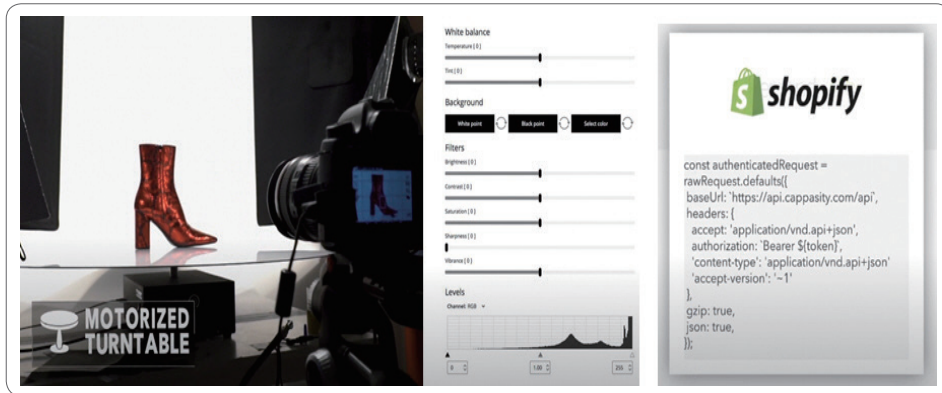 MOTORIZED
TURNTABLE
White balance
Temperature [ 0 ]
Tint [ 0 ]
Background
White point
Black point
Select color
Filters
Brightness [ 0 ]
Contrast [ 0 ]
Saturation [ 0 ]
Sharpness [ 0 ]
Vibrance [ 0 ]
Levels
Channel: RGB
0
1.00
255
shopify
const authenticatedRequest =
rawRequest.defaults({
baseUrl: `https://api.cappasity.com/api`,
headers: {
accept: 'application/vnd.api+json',
authorization: `Bearer ${token}`,
'content-type': 'application/vnd.api+json'
'accept-version': '~1'
},
gzip: true,
json: true,
});